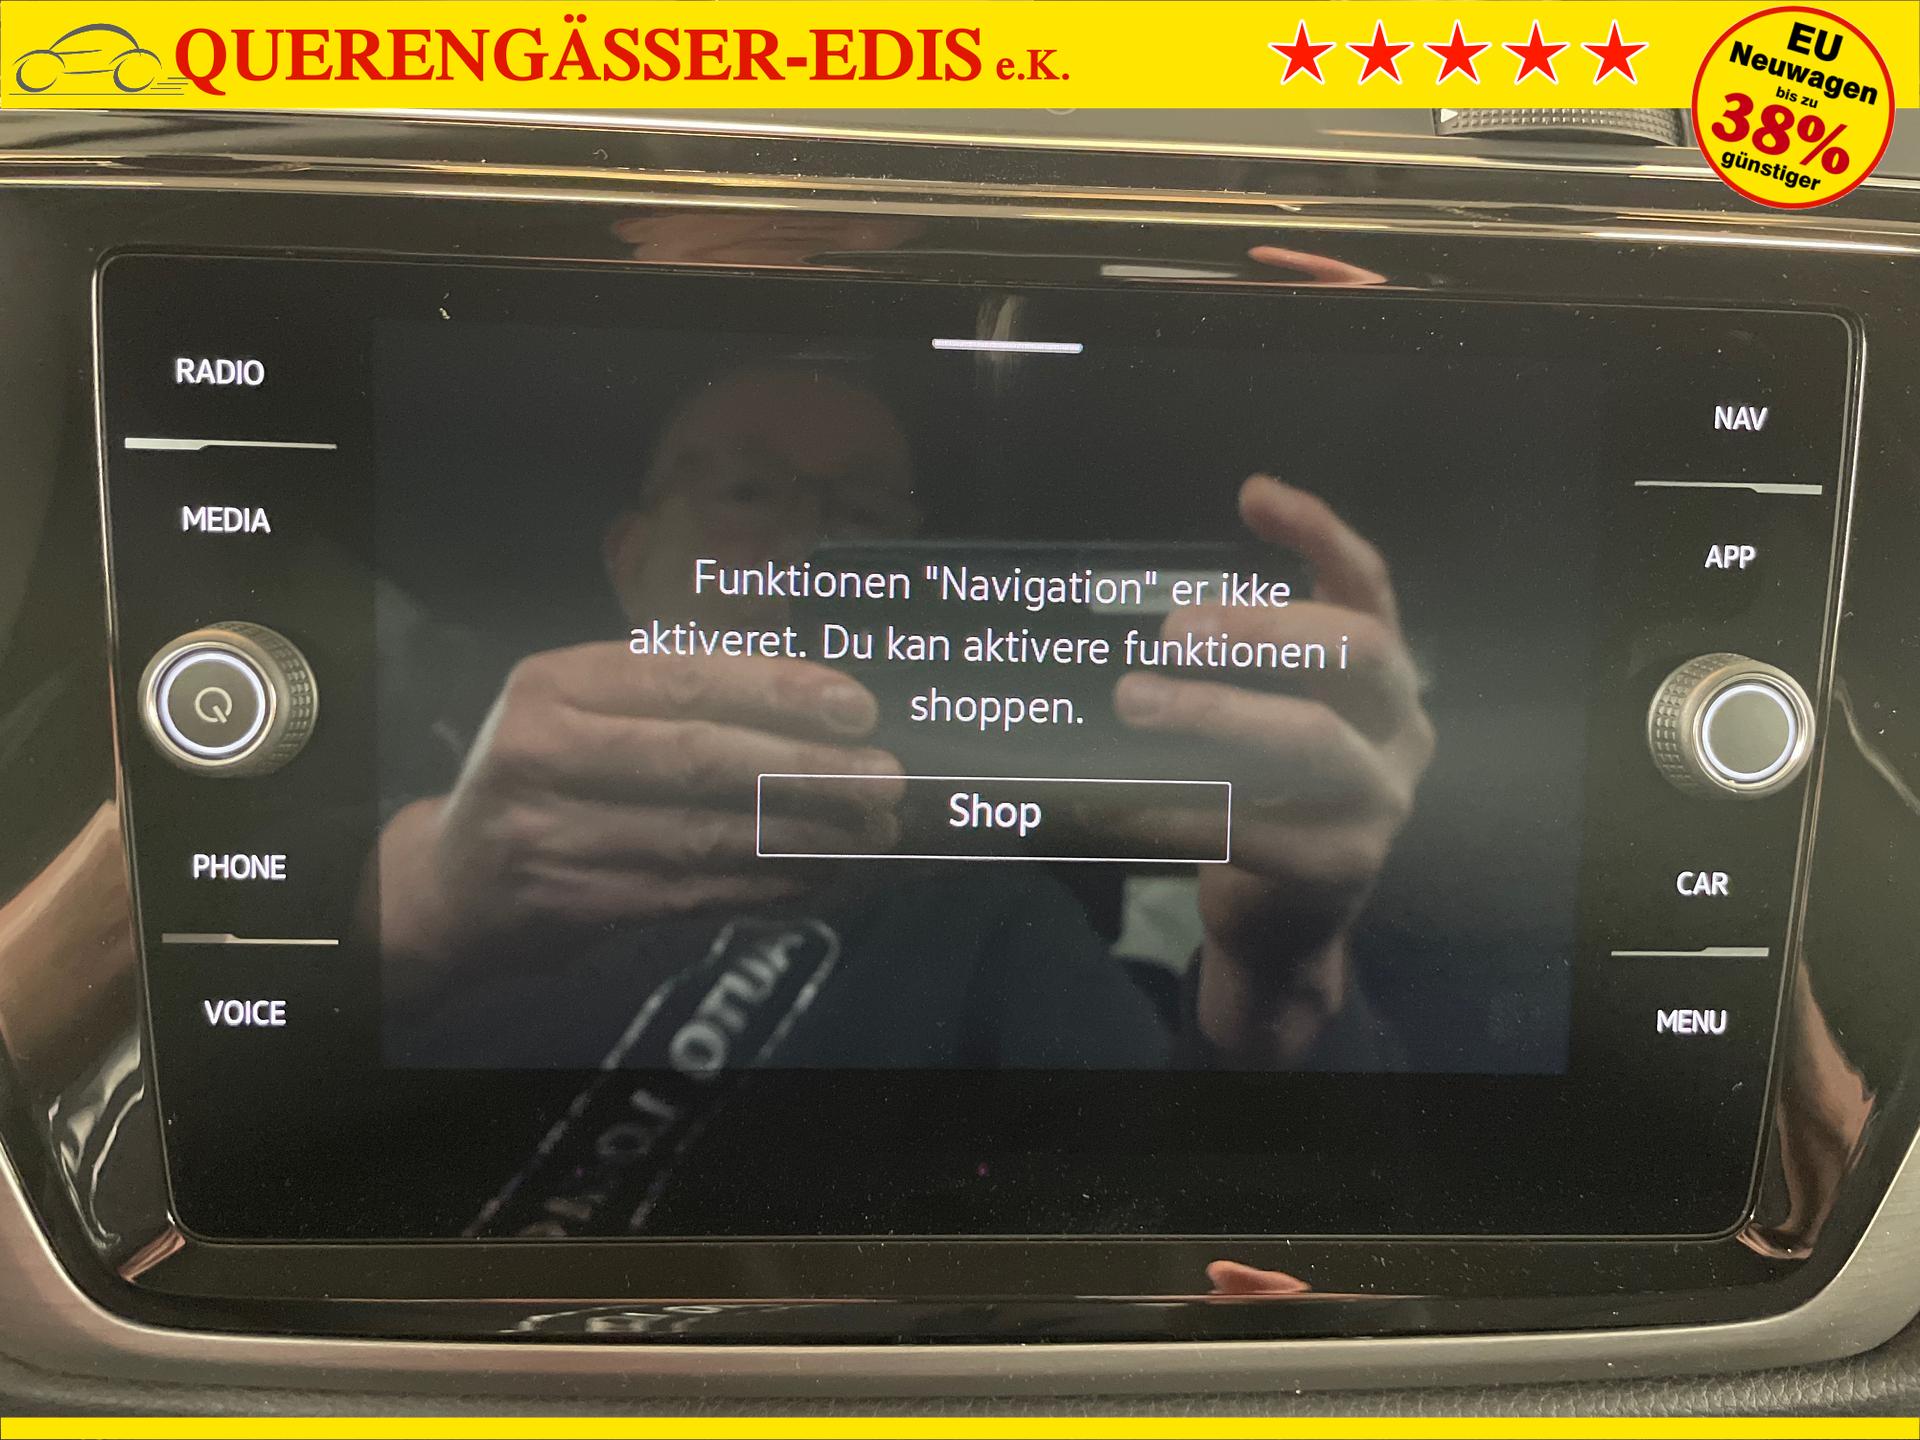 QUERENGÄSSER-EDIS e.K.
EU
Neuwagen
bis zu
38%
günstiger
RADIO
MEDIA
PHONE
VOICE
Funktionen "Navigation" er ikke
aktiveret. Du kan aktivere funktionen i
shoppen.
Shop
NAV
APP
CAR
MENU
AUTO